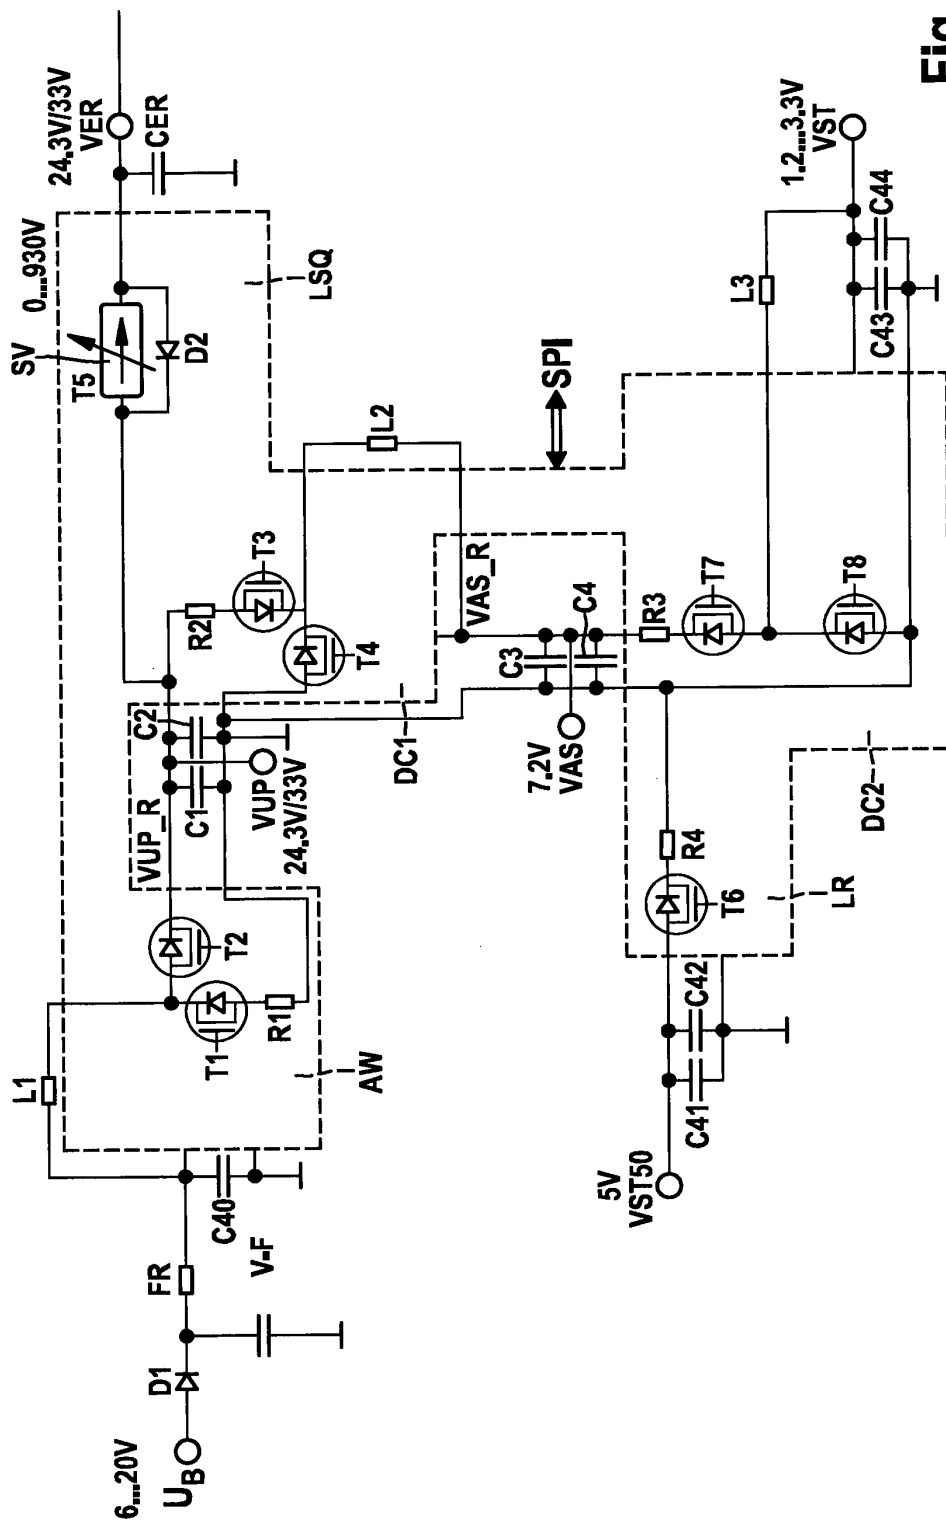 6...20V
UB
D1
FR
V-F
C40
L1
AW
T1
R1
T2
VUP_R
C1
C2
VUP
24.3V/33V
DC1
R2
T3
T4
L2
SV
T5
0...930V
D2
LSQ
24.3V/33V
VER
CER
SPI
VAS_R
C3
C4
7.2V
VAS
R3
T7
T8
L3
1.2...3.3V
VST
C43
C44
5V
VST50
C41
C42
T6
R4
LR
DC2
Fig